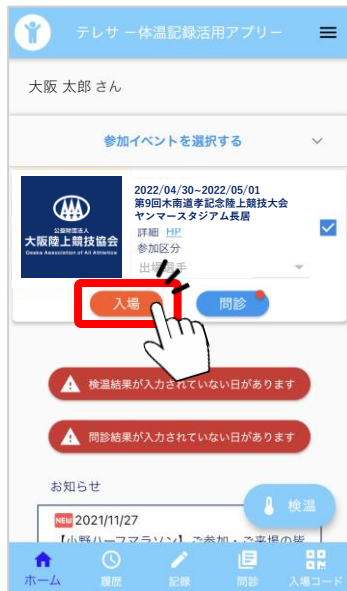 テレサ ー体温記録活用アプリー
大阪 太郎 さん
参加イベントを選択する
公益財団法人
大阪陸上競技協会
Osaka Association of All Athletics
2022/04/30~2022/05/01
第9回木南道孝記念陸上競技大会
ヤンマースタジアム長居
詳細 HP
参加区分
出場選手
入場
問診
検温結果が入力されていない日があります
問診結果が入力されていない日があります
お知らせ
検温
NEW 2021/11/27
【小野ハーフマラソン】ご参加・ご来場の皆
ホーム
履歴
記録
問診
入場コード